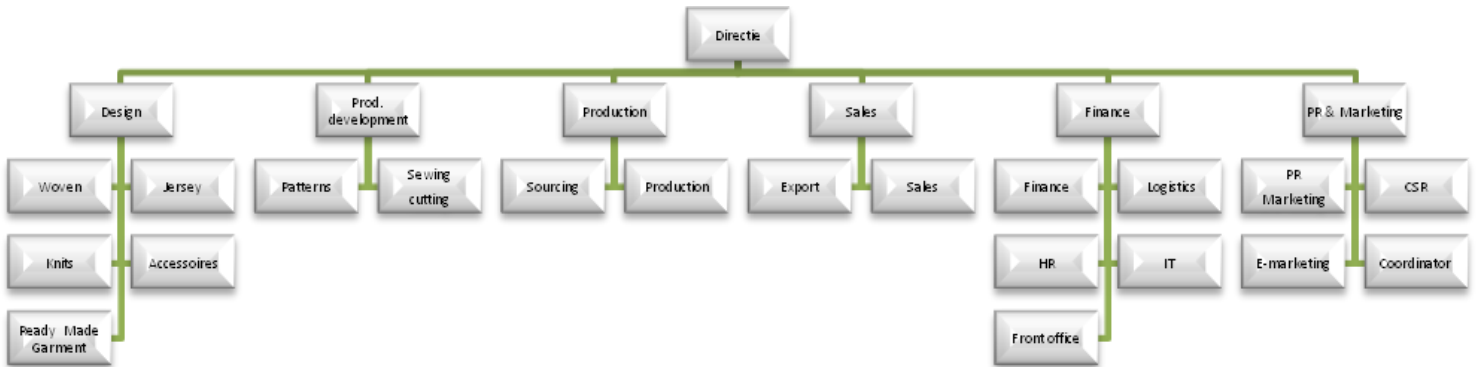 Directie
Design
Prod.
development
Production
Sales
Finance
PR & Marketing
Woven
Jersey
Patterns
Sewing
cutting
Sourcing
Production
Export
Sales
Finance
Logistics
PR
Marketing
CSR
Knits
Accessoires
HR
IT
E-marketing
Coordinator
Ready Made
Garment
Front office